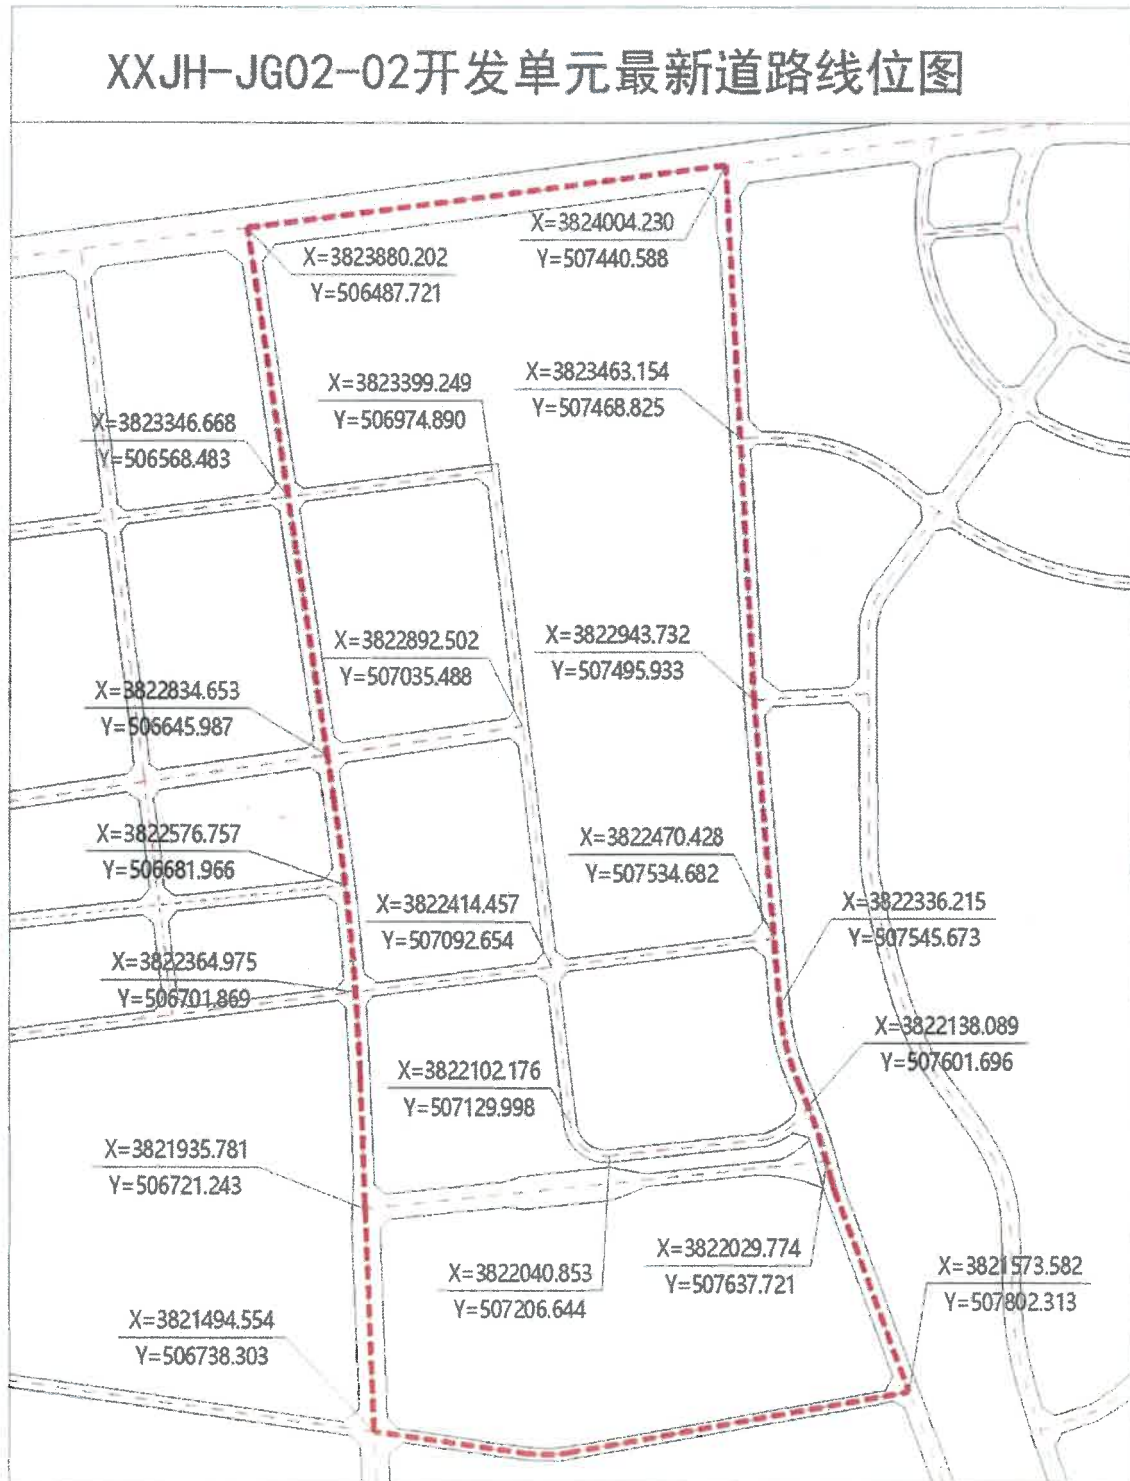 XXJH-JG02-02开发单元最新道路线位图
X=3824004.230
Y=507440.588
X=3823880.202
Y=506487.721
X=3823463.154
Y=507468.825
X=3823399.249
Y=506974.890
X=3823346.668
Y=506568.483
X=3822943.732
Y=507495.933
X=3822892.502
Y=507035.488
X=3822834.653
Y=506645.987
X=3822576.757
Y=506681.966
X=3822470.428
Y=507534.682
X=3822414.457
Y=507092.654
X=3822336.215
Y=507545.673
X=3822364.975
Y=506701.869
X=3822138.089
Y=507601.696
X=3822102.176
Y=507129.998
X=3821935.781
Y=506721.243
X=3822029.774
Y=507637.721
X=3822040.853
Y=507206.644
X=3821573.582
Y=507802.313
X=3821494.554
Y=506738.303